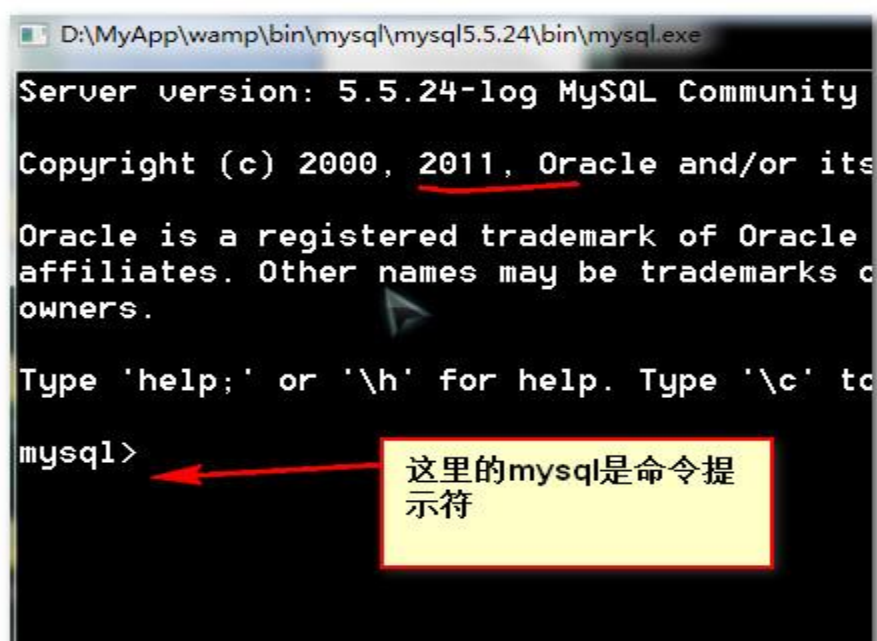 D:\MyApp\wamp\bin\mysql\mysql5.5.24\bin\mysql.exe
Server version: 5.5.24-log MySQL Community
Copyright (c) 2000, 2011, Oracle and/or its
Oracle is a registered trademark of Oracle
affiliates. Other names may be trademarks o
owners.
Type 'help;' or '\h' for help. Type '\c' to
mysql>
这里的mysql是命令提
示符